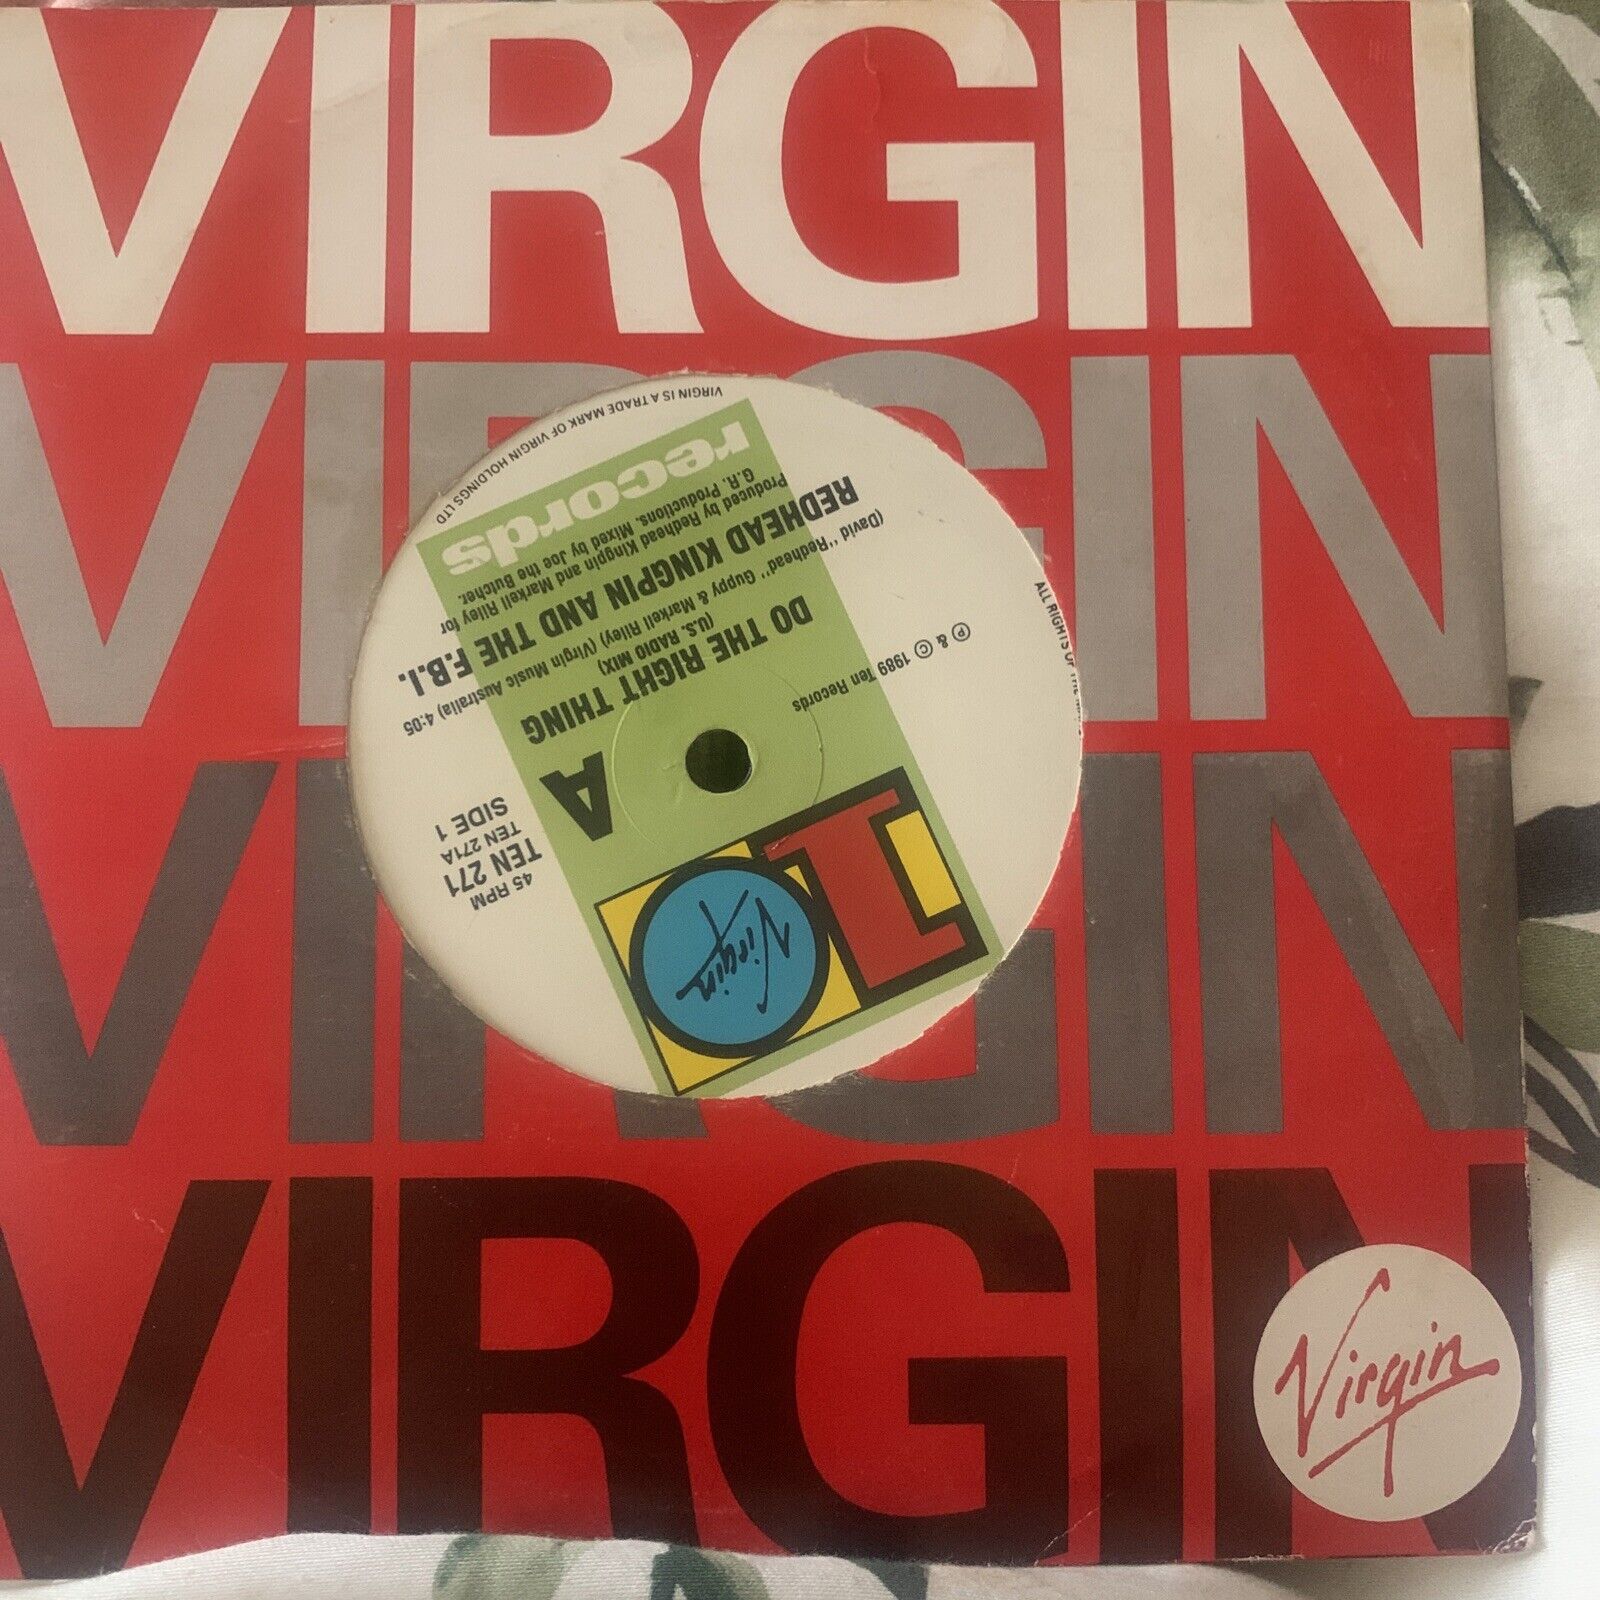 VIRGIN
VIRGIN
VIRGIN
VIRGIN
Virgin
Virgin
10
records
45 RPM
TEN 271
TEN 271A
SIDE 1
A
DO THE RIGHT THING
(U.S. RADIO MIX)
(David "Redhead" Guppy & Markell Riley) (Virgin Music Australia) 4:05
REDHEAD KINGPIN AND THE F.B.I.
Produced by Redhead Kingpin and Markell Riley for
G.R. Productions. Mixed by Joe the Butcher.
℗ & © 1989 Ten Records
VIRGIN IS A TRADE MARK OF VIRGIN HOLDINGS LTD
ALL RIGHTS OF